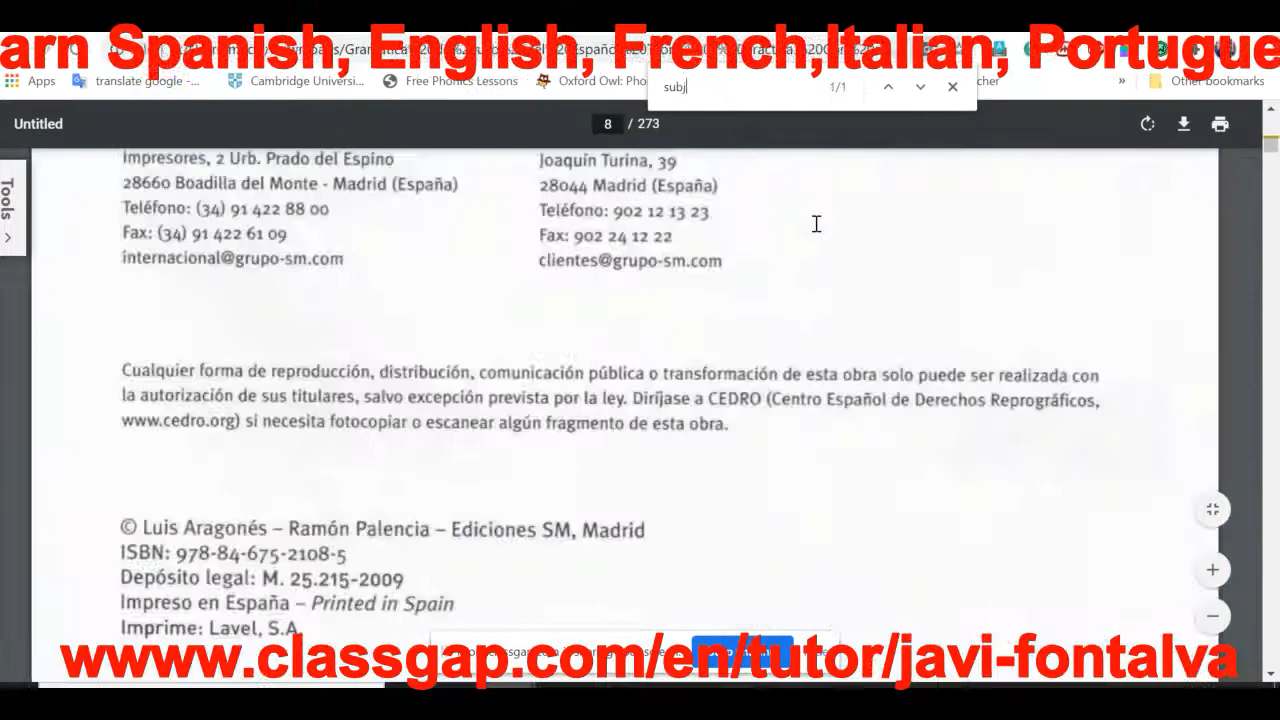 arn Spanish, English, French,Italian, Portugue
Apps translate google -... Cambridge Universi... Free Phonics Lessons Oxford Owl: Pho cher » Other bookmarks
subj 1/1
Untitled 8 / 273
Tools
Impresores, 2 Urb. Prado del Espino
28660 Boadilla del Monte - Madrid (España)
Teléfono: (34) 91 422 88 00
Fax: (34) 91 422 61 09
internacional@grupo-sm.com
Joaquín Turina, 39
28044 Madrid (España)
Teléfono: 902 12 13 23
Fax: 902 24 12 22
clientes@grupo-sm.com
Cualquier forma de reproducción, distribución, comunicación pública o transformación de esta obra solo puede ser realizada con
la autorización de sus titulares, salvo excepción prevista por la ley. Diríjase a CEDRO (Centro Español de Derechos Reprográficos,
www.cedro.org) si necesita fotocopiar o escanear algún fragmento de esta obra.
© Luis Aragonés – Ramón Palencia – Ediciones SM, Madrid
ISBN: 978-84-675-2108-5
Depósito legal: M. 25.215-2009
Impreso en España – Printed in Spain
Imprime: Lavel, S.A.
www.classgap.com/en/tutor/javi-fontalva